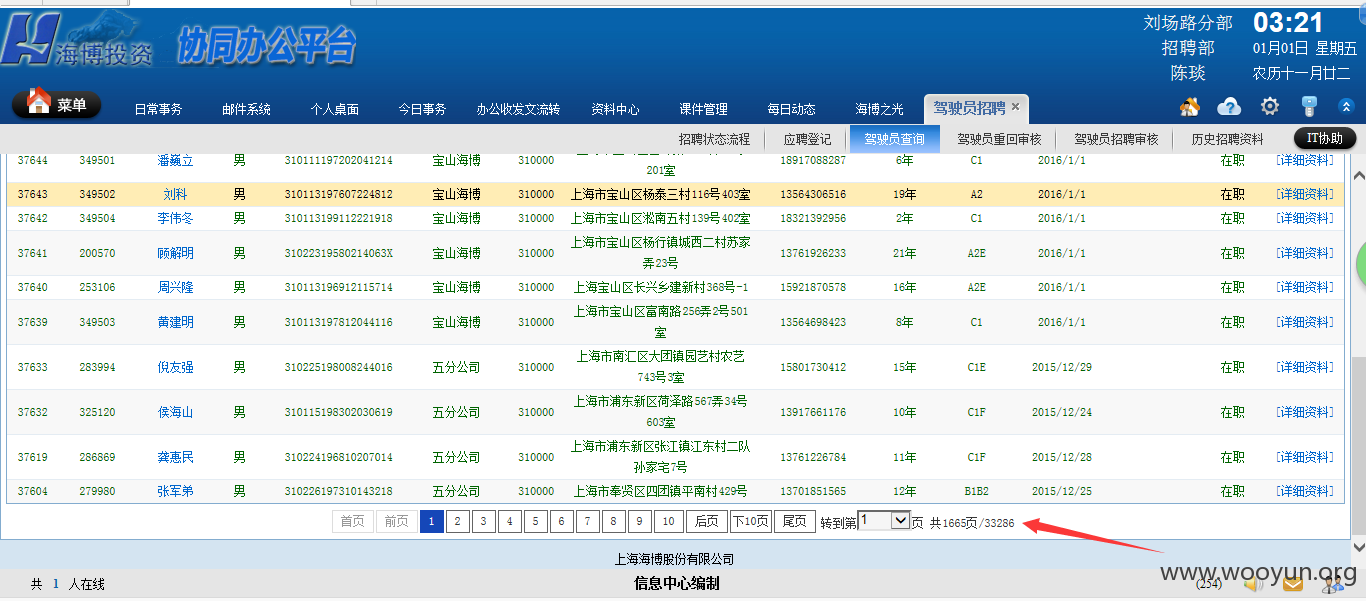 海博投资 协同办公平台
刘场路分部 03:21
招聘部 01月01日 星期五
陈琰 农历十一月廿二
菜单 日常事务 邮件系统 个人桌面 今日事务 办公收发文流转 资料中心 课件管理 每日动态 海博之光 驾驶员招聘 ×
招聘状态流程 应聘登记 驾驶员查询 驾驶员重回审核 驾驶员招聘审核 历史招聘资料 IT协助
37644 349501 潘巍立 男 310111197202041214 宝山海博 310000 201室 18917088287 6年 C1 2016/1/1 在职 [详细资料]
37643 349502 刘科 男 310113197607224812 宝山海博 310000 上海市宝山区杨泰三村116号403室 13564306516 19年 A2 2016/1/1 在职 [详细资料]
37642 349504 李伟冬 男 310113199112221918 宝山海博 310000 上海市宝山区淞南五村139号402室 18321392956 2年 C1 2016/1/1 在职 [详细资料]
37641 200570 顾解明 男 31022319580214063X 宝山海博 310000 上海市宝山区杨行镇城西二村苏家弄23号 13761926233 21年 A2E 2016/1/1 在职 [详细资料]
37640 253106 周兴隆 男 310113196912115714 宝山海博 310000 上海宝山区长兴乡建新村368号-1 15921870578 16年 A2E 2016/1/1 在职 [详细资料]
37639 349503 黄建明 男 310113197812044116 宝山海博 310000 上海市宝山区富南路256弄2号501室 13564698423 8年 C1 2016/1/1 在职 [详细资料]
37633 283994 倪友强 男 310225198008244016 五分公司 310000 上海市南汇区大团镇园艺村农艺743号3室 15801730412 15年 C1E 2015/12/29 在职 [详细资料]
37632 325120 侯海山 男 310115198302030619 五分公司 310000 上海市浦东新区荷泽路567弄34号603室 13917661176 10年 C1F 2015/12/24 在职 [详细资料]
37619 286869 龚惠民 男 310224196810207014 五分公司 310000 上海市浦东新区张江镇江东村二队孙家宅7号 13761226784 11年 C1F 2015/12/28 在职 [详细资料]
37604 279980 张军弟 男 310226197310143218 五分公司 310000 上海市奉贤区四团镇平南村429号 13701851565 12年 B1B2 2015/12/25 在职 [详细资料]
首页 前页 1 2 3 4 5 6 7 8 9 10 后页 下10页 尾页 转到第 1 页 共1665页/33286
上海海博股份有限公司
共 1 人在线 信息中心编制 (254)
www.wooyun.org